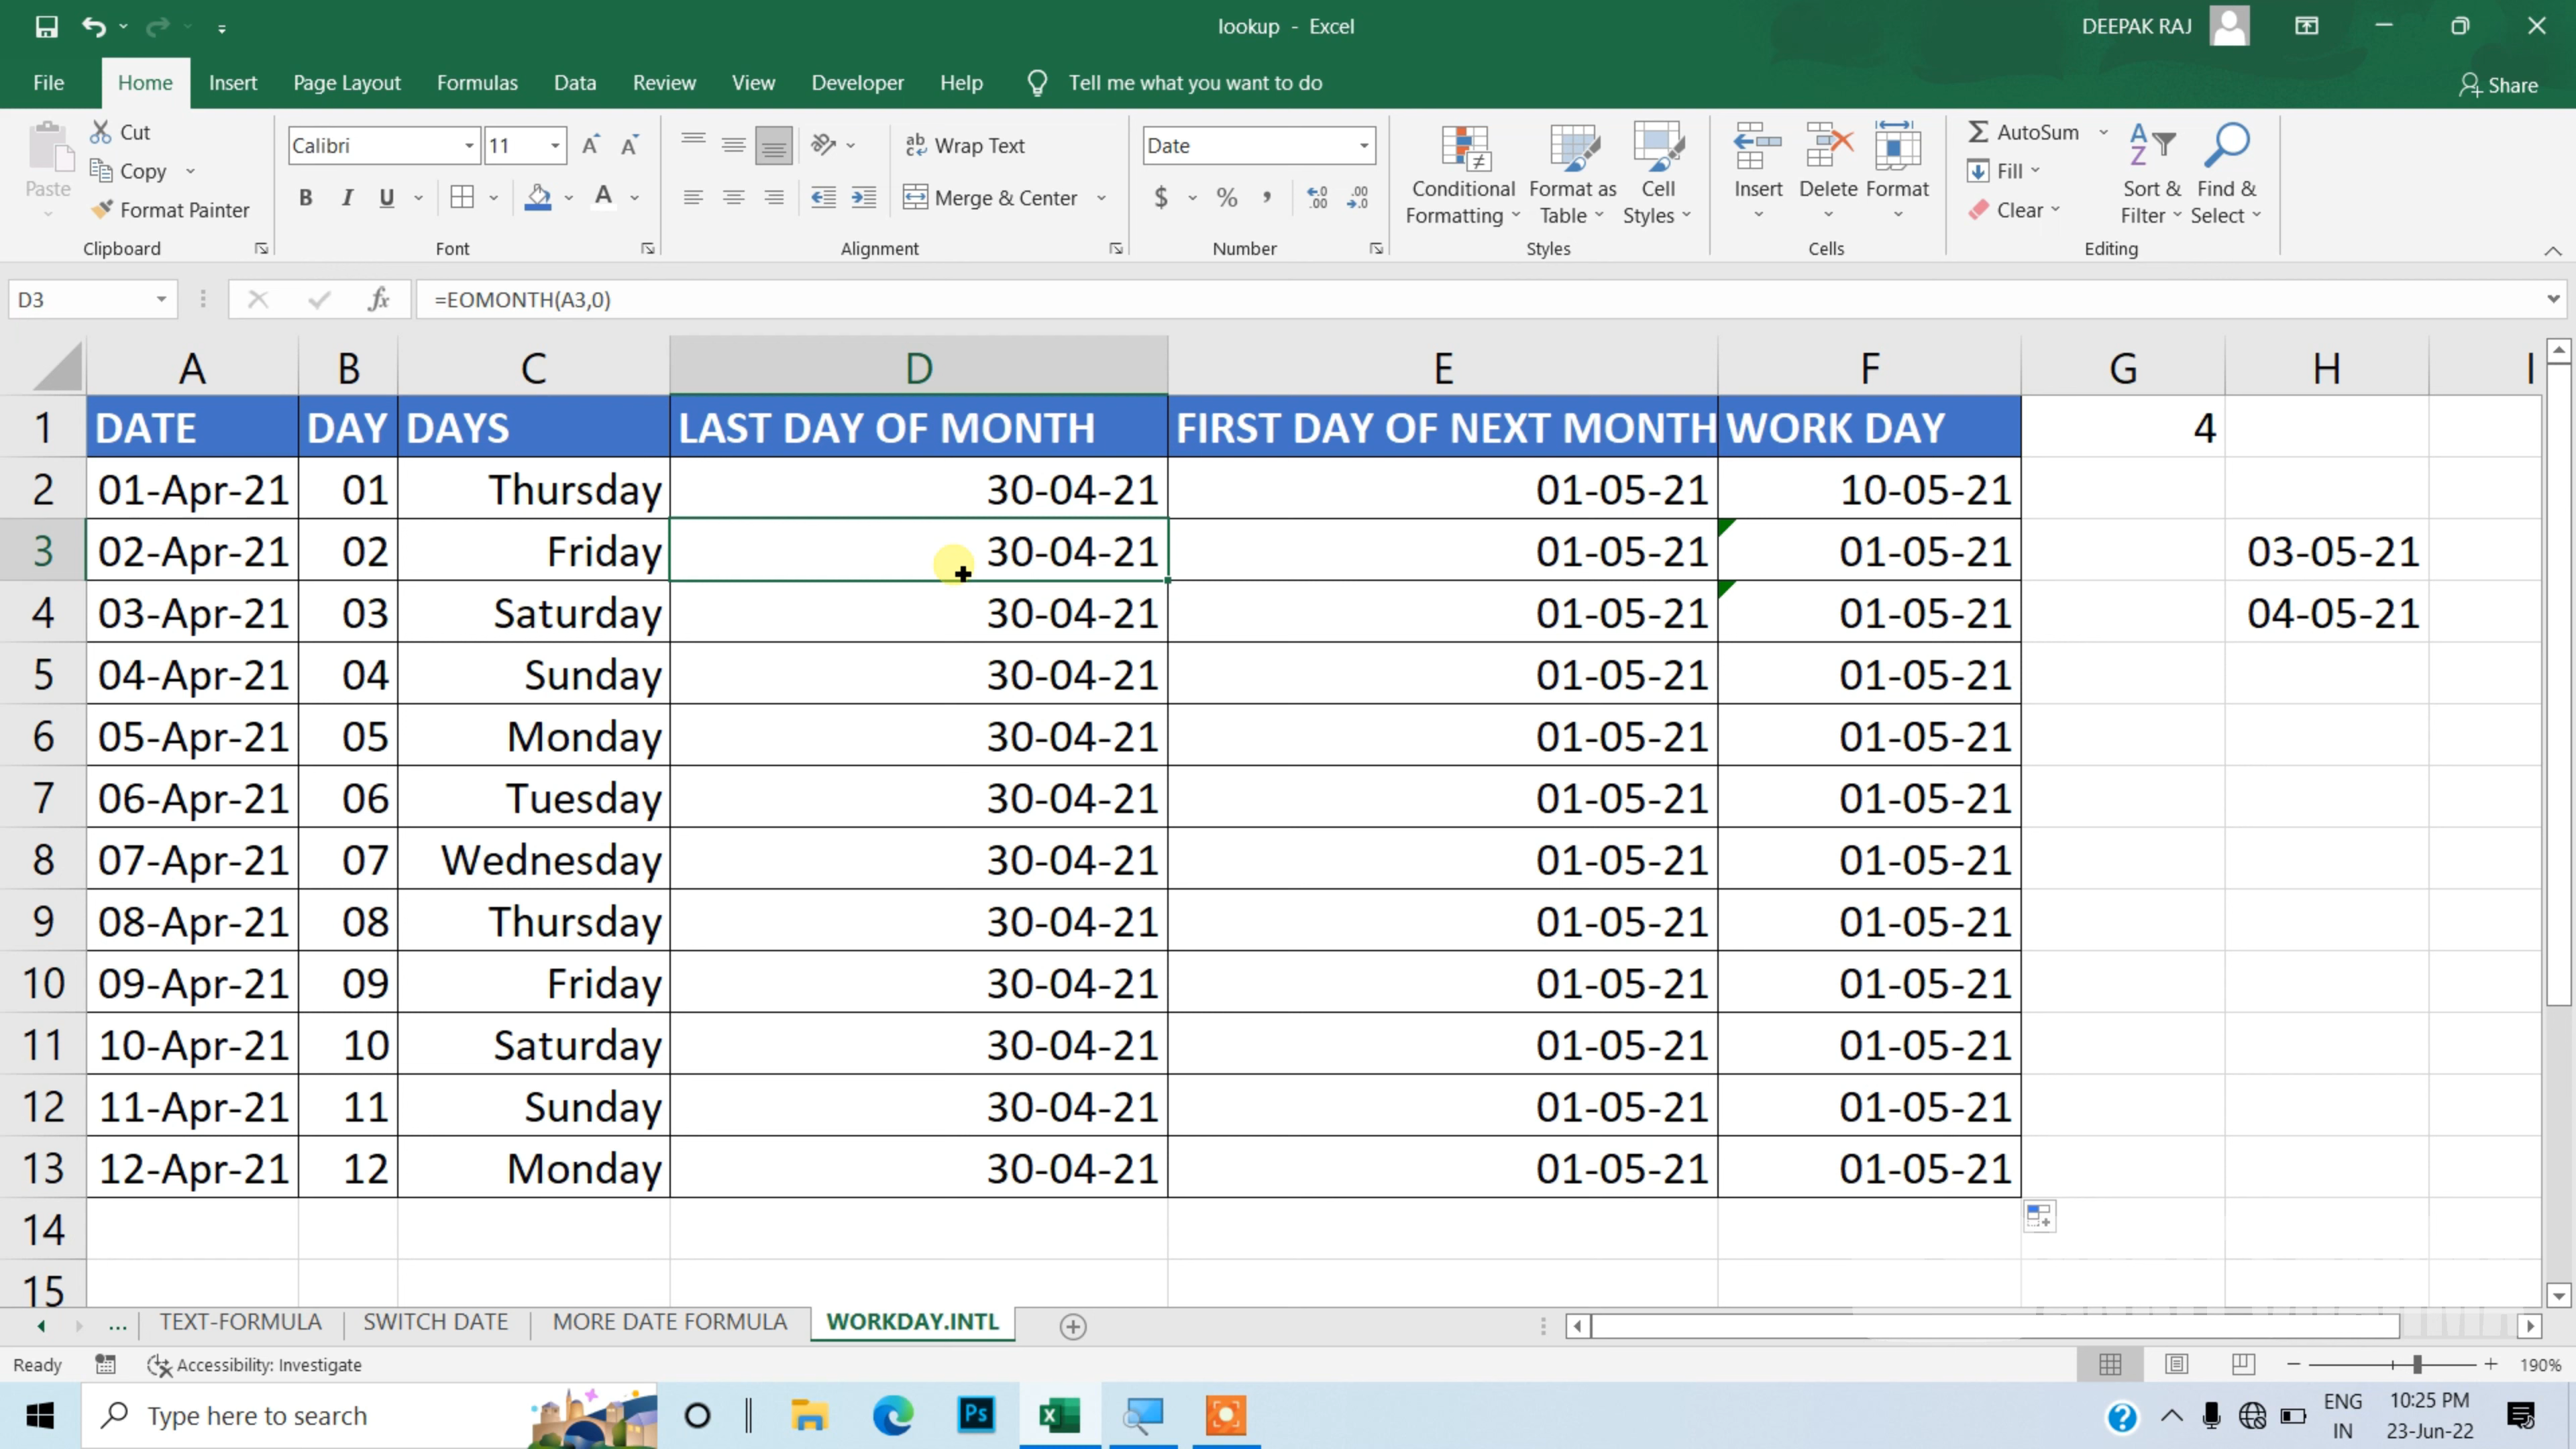 lookup - Excel
DEEPAK RAJ
File Home Insert Page Layout Formulas Data Review View Developer Help Tell me what you want to do
Share
Paste
Cut
Copy
Format Painter
Clipboard
Calibri 11
B I U
Font
Wrap Text
Merge & Center
Alignment
Date
$ % ,
Number
Conditional Formatting
Format as Table
Cell Styles
Styles
Insert Delete Format
Cells
AutoSum
Fill
Clear
Sort & Filter
Find & Select
Editing
D3 fx =EOMONTH(A3,0)
A B C D E F G H I
1 DATE DAY DAYS LAST DAY OF MONTH FIRST DAY OF NEXT MONTH WORK DAY 4
2 01-Apr-21 01 Thursday 30-04-21 01-05-21 10-05-21
3 02-Apr-21 02 Friday 30-04-21 01-05-21 01-05-21 03-05-21
4 03-Apr-21 03 Saturday 30-04-21 01-05-21 01-05-21 04-05-21
5 04-Apr-21 04 Sunday 30-04-21 01-05-21 01-05-21
6 05-Apr-21 05 Monday 30-04-21 01-05-21 01-05-21
7 06-Apr-21 06 Tuesday 30-04-21 01-05-21 01-05-21
8 07-Apr-21 07 Wednesday 30-04-21 01-05-21 01-05-21
9 08-Apr-21 08 Thursday 30-04-21 01-05-21 01-05-21
10 09-Apr-21 09 Friday 30-04-21 01-05-21 01-05-21
11 10-Apr-21 10 Saturday 30-04-21 01-05-21 01-05-21
12 11-Apr-21 11 Sunday 30-04-21 01-05-21 01-05-21
13 12-Apr-21 12 Monday 30-04-21 01-05-21 01-05-21
14
15
... TEXT-FORMULA SWITCH DATE MORE DATE FORMULA WORKDAY.INTL
Ready Accessibility: Investigate 190%
Type here to search
Ps
ENG
IN
10:25 PM
23-Jun-22